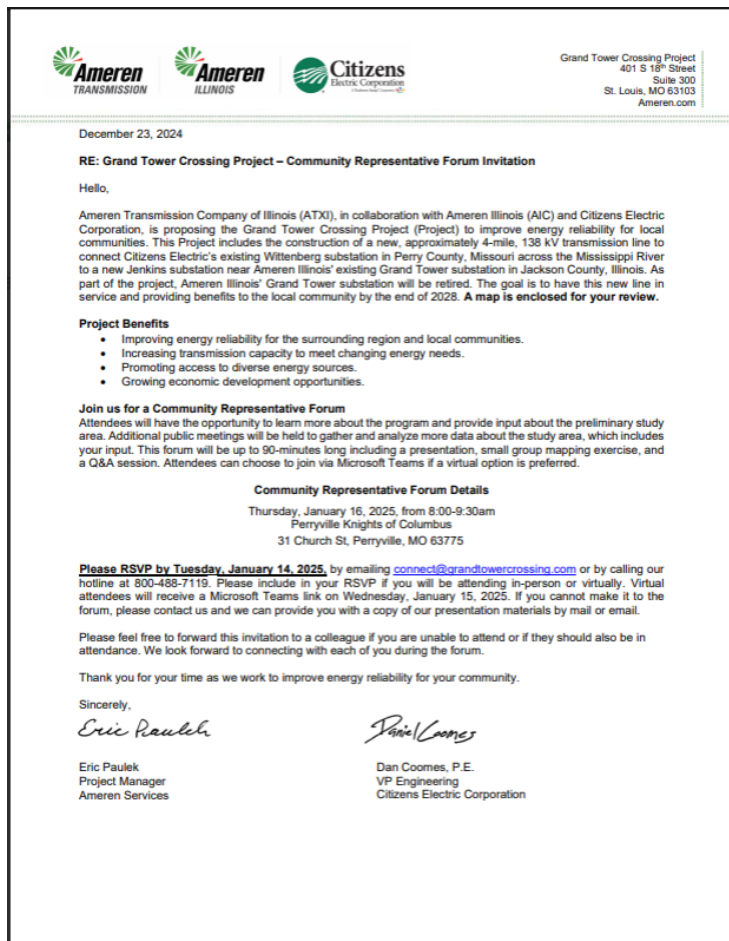 Ameren
TRANSMISSION
Ameren
ILLINOIS
Citizens
Electric Corporation
Grand Tower Crossing Project
401 S 18th Street
Suite 300
St. Louis, MO 63103
Ameren.com
December 23, 2024
RE: Grand Tower Crossing Project – Community Representative Forum Invitation
Hello,
Ameren Transmission Company of Illinois (ATXI), in collaboration with Ameren Illinois (AIC) and Citizens Electric
Corporation, is proposing the Grand Tower Crossing Project (Project) to improve energy reliability for local
communities. This Project includes the construction of a new, approximately 4-mile, 138 kV transmission line to
connect Citizens Electric's existing Wittenberg substation in Perry County, Missouri across the Mississippi River
to a new Jenkins substation near Ameren Illinois' existing Grand Tower substation in Jackson County, Illinois. As
part of the project, Ameren Illinois' Grand Tower substation will be retired. The goal is to have this new line in
service and providing benefits to the local community by the end of 2028. A map is enclosed for your review.
Project Benefits
• Improving energy reliability for the surrounding region and local communities.
• Increasing transmission capacity to meet changing energy needs.
• Promoting access to diverse energy sources.
• Growing economic development opportunities.
Join us for a Community Representative Forum
Attendees will have the opportunity to learn more about the program and provide input about the preliminary study
area. Additional public meetings will be held to gather and analyze more data about the study area, which includes
your input. This forum will be up to 90-minutes long including a presentation, small group mapping exercise, and
a Q&A session. Attendees can choose to join via Microsoft Teams if a virtual option is preferred.
Community Representative Forum Details
Thursday, January 16, 2025, from 8:00-9:30am
Perryville Knights of Columbus
31 Church St, Perryville, MO 63775
Please RSVP by Tuesday, January 14, 2025, by emailing connect@grandtowercrossing.com or by calling our
hotline at 800-488-7119. Please include in your RSVP if you will be attending in-person or virtually. Virtual
attendees will receive a Microsoft Teams link on Wednesday, January 15, 2025. If you cannot make it to the
forum, please contact us and we can provide you with a copy of our presentation materials by mail or email.
Please feel free to forward this invitation to a colleague if you are unable to attend or if they should also be in
attendance. We look forward to connecting with each of you during the forum.
Thank you for your time as we work to improve energy reliability for your community.
Sincerely,
Eric Paulek Daniel Coomes
Eric Paulek
Project Manager
Ameren Services
Dan Coomes, P.E.
VP Engineering
Citizens Electric Corporation